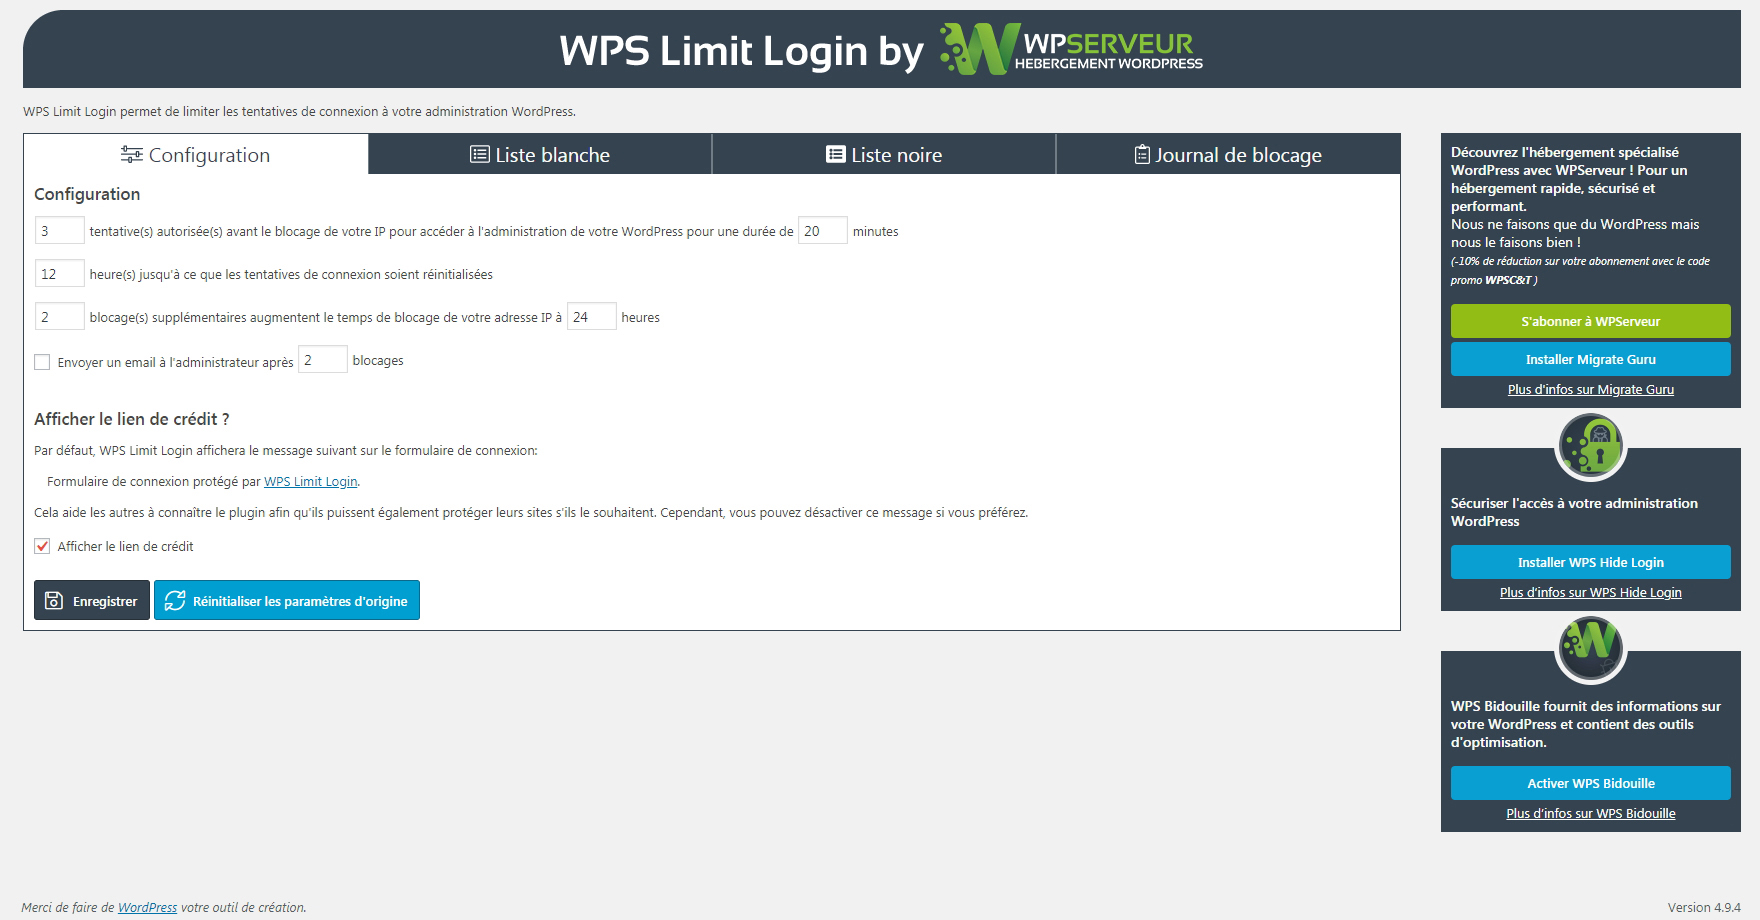 WPS Limit Login by WPSERVEUR
HEBERGEMENT WORDPRESS
WPS Limit Login permet de limiter les tentatives de connexion à votre administration WordPress.
Configuration
Liste blanche
Liste noire
Journal de blocage
Configuration
3 tentative(s) autorisée(s) avant le blocage de votre IP pour accéder à l'administration de votre WordPress pour une durée de 20 minutes
12 heure(s) jusqu'à ce que les tentatives de connexion soient réinitialisées
2 blocage(s) supplémentaires augmentent le temps de blocage de votre adresse IP à 24 heures
Envoyer un email à l'administrateur après 2 blocages
Afficher le lien de crédit ?
Par défaut, WPS Limit Login affichera le message suivant sur le formulaire de connexion:
Formulaire de connexion protégé par WPS Limit Login.
Cela aide les autres à connaître le plugin afin qu'ils puissent également protéger leurs sites s'ils le souhaitent. Cependant, vous pouvez désactiver ce message si vous préférez.
Afficher le lien de crédit
Enregistrer
Réinitialiser les paramètres d'origine
Découvrez l'hébergement spécialisé
WordPress avec WPServeur ! Pour un
hébergement rapide, sécurisé et
performant.
Nous ne faisons que du WordPress mais
nous le faisons bien !
(-10% de réduction sur votre abonnement avec le code
promo WPSC&T )
S'abonner à WPServeur
Installer Migrate Guru
Plus d'infos sur Migrate Guru
Sécuriser l'accès à votre administration
WordPress
Installer WPS Hide Login
Plus d'infos sur WPS Hide Login
WPS Bidouille fournit des informations sur
votre WordPress et contient des outils
d'optimisation.
Activer WPS Bidouille
Plus d'infos sur WPS Bidouille
Merci de faire de WordPress votre outil de création.
Version 4.9.4